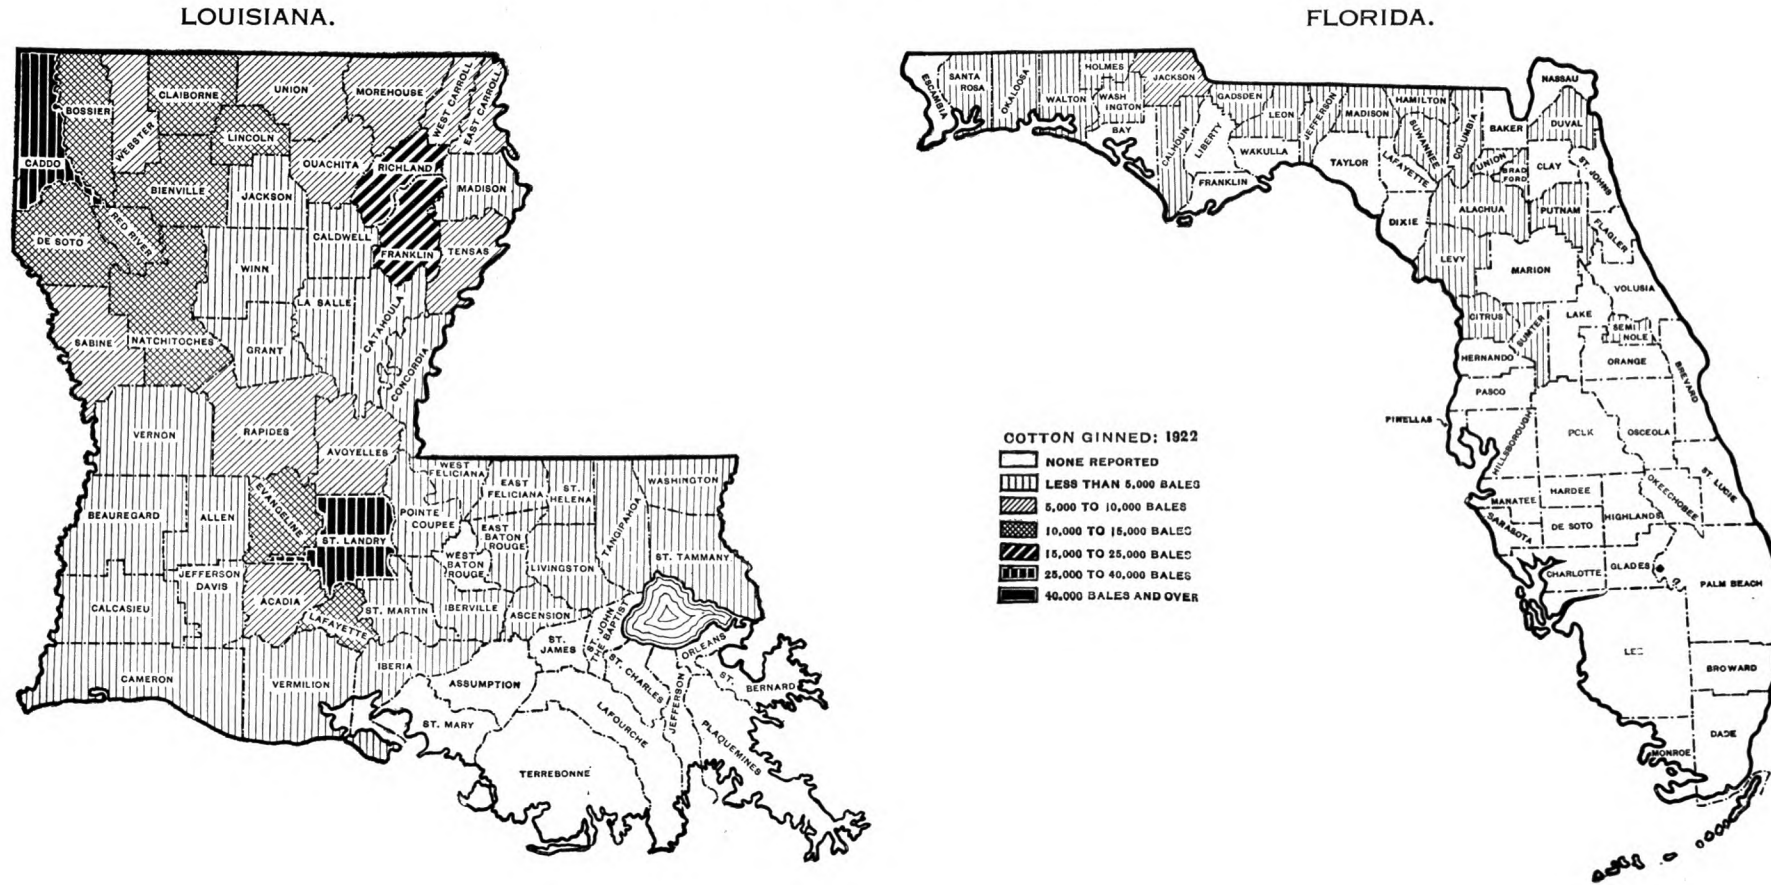 LOUISIANA.
CADDO
BOSSIER
WEBSTER
CLAIBORNE
UNION
MOREHOUSE
WEST CARROLL
EAST CARROLL
LINCOLN
OUACHITA
RICHLAND
MADISON
BIENVILLE
JACKSON
DE SOTO
RED RIVER
CALDWELL
FRANKLIN
TENSAS
WINN
LA SALLE
CATAHOULA
SABINE
NATCHITOCHES
GRANT
CONCORDIA
VERNON
RAPIDES
AVOYELLES
WEST
FELICIANA
EAST
FELICIANA
ST.
HELENA
TANGIPAHOA
WASHINGTON
BEAUREGARD
ALLEN
EVANGELINE
ST. LANDRY
POINTE
COUPEE
EAST
BATON
ROUGE
WEST
BATON
ROUGE
LIVINGSTON
ST. TAMMANY
CALCASIEU
JEFFERSON
DAVIS
ACADIA
LAFAYETTE
ST. MARTIN
IBERVILLE
ASCENSION
ST.
JAMES
ST. JOHN
THE BAPTIST
ORLEANS
CAMERON
VERMILION
IBERIA
ASSUMPTION
ST. CHARLES
JEFFERSON
ST.
BERNARD
ST. MARY
LAFOURCHE
PLAQUEMINES
TERREBONNE
FLORIDA.
ESCAMBIA
SANTA
ROSA
OKALOOSA
WALTON
HOLMES
WASH
INGTON
JACKSON
BAY
CALHOUN
LIBERTY
GADSDEN
LEON
WAKULLA
FRANKLIN
JEFFERSON
MADISON
TAYLOR
HAMILTON
SUWANNEE
LAFAYETTE
COLUMBIA
BAKER
NASSAU
DUVAL
UNION
BRAD
FORD
CLAY
ST. JOHNS
DIXIE
ALACHUA
PUTNAM
FLAGLER
LEVY
MARION
VOLUSIA
CITRUS
SUMTER
LAKE
SEMI
NOLE
HERNANDO
ORANGE
PASCO
BREVARD
PINELLAS
HILLSBOROUGH
POLK
OSCEOLA
MANATEE
HARDEE
OKEECHOBEE
ST. LUCIE
SARASOTA
DE SOTO
HIGHLANDS
CHARLOTTE
GLADES
PALM BEACH
LEE
BROWARD
DADE
MONROE
COTTON GINNED: 1922
NONE REPORTED
LESS THAN 5,000 BALES
5,000 TO 10,000 BALES
10,000 TO 15,000 BALES
15,000 TO 25,000 BALES
25,000 TO 40,000 BALES
40,000 BALES AND OVER